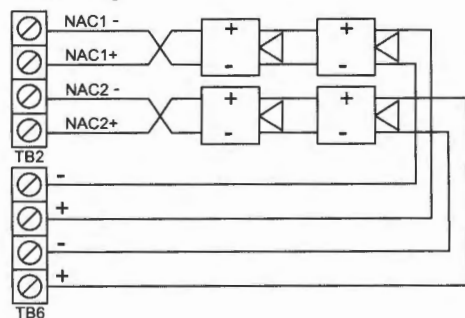 NAC1 -
+ +
NAC1+
- -
NAC2 -
+ +
NAC2+
- -
TB2
-
+
-
+
TB6